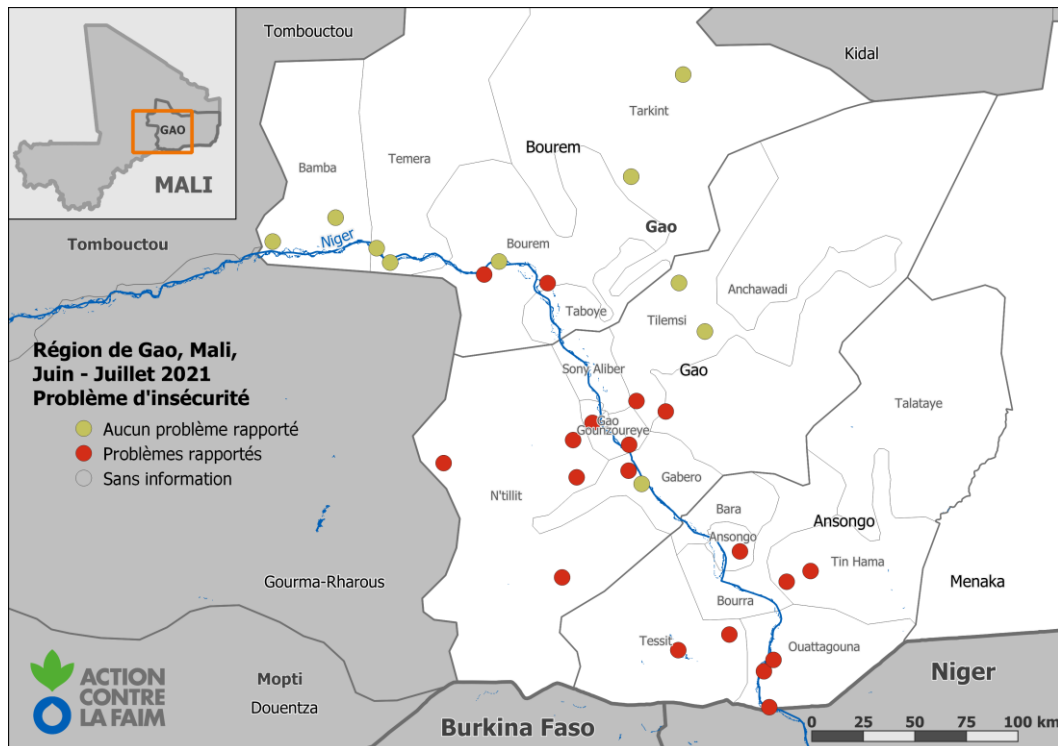 Tombouctou
Kidal
GAO
MALI
Tarkint
Bourem
Temera
Bamba
Gao
Tombouctou
Niger
Bourem
Anchawadi
Taboye
Tilemsi
Région de Gao, Mali,
Juin - Juillet 2021
Problème d'insécurité
Aucun problème rapporté
Problèmes rapportés
Sans information
Sony Aliber
Gao
Talataye
Gao
Gounzoureye
N'tillit
Gabero
Bara
Ansongo
Ansongo
Tin Hama
Gourma-Rharous
Menaka
Bourra
Tessit
Ouattagouna
ACTION
CONTRE
LA FAIM
Mopti
Douentza
Niger
Burkina Faso
0 25 50 75 100 km